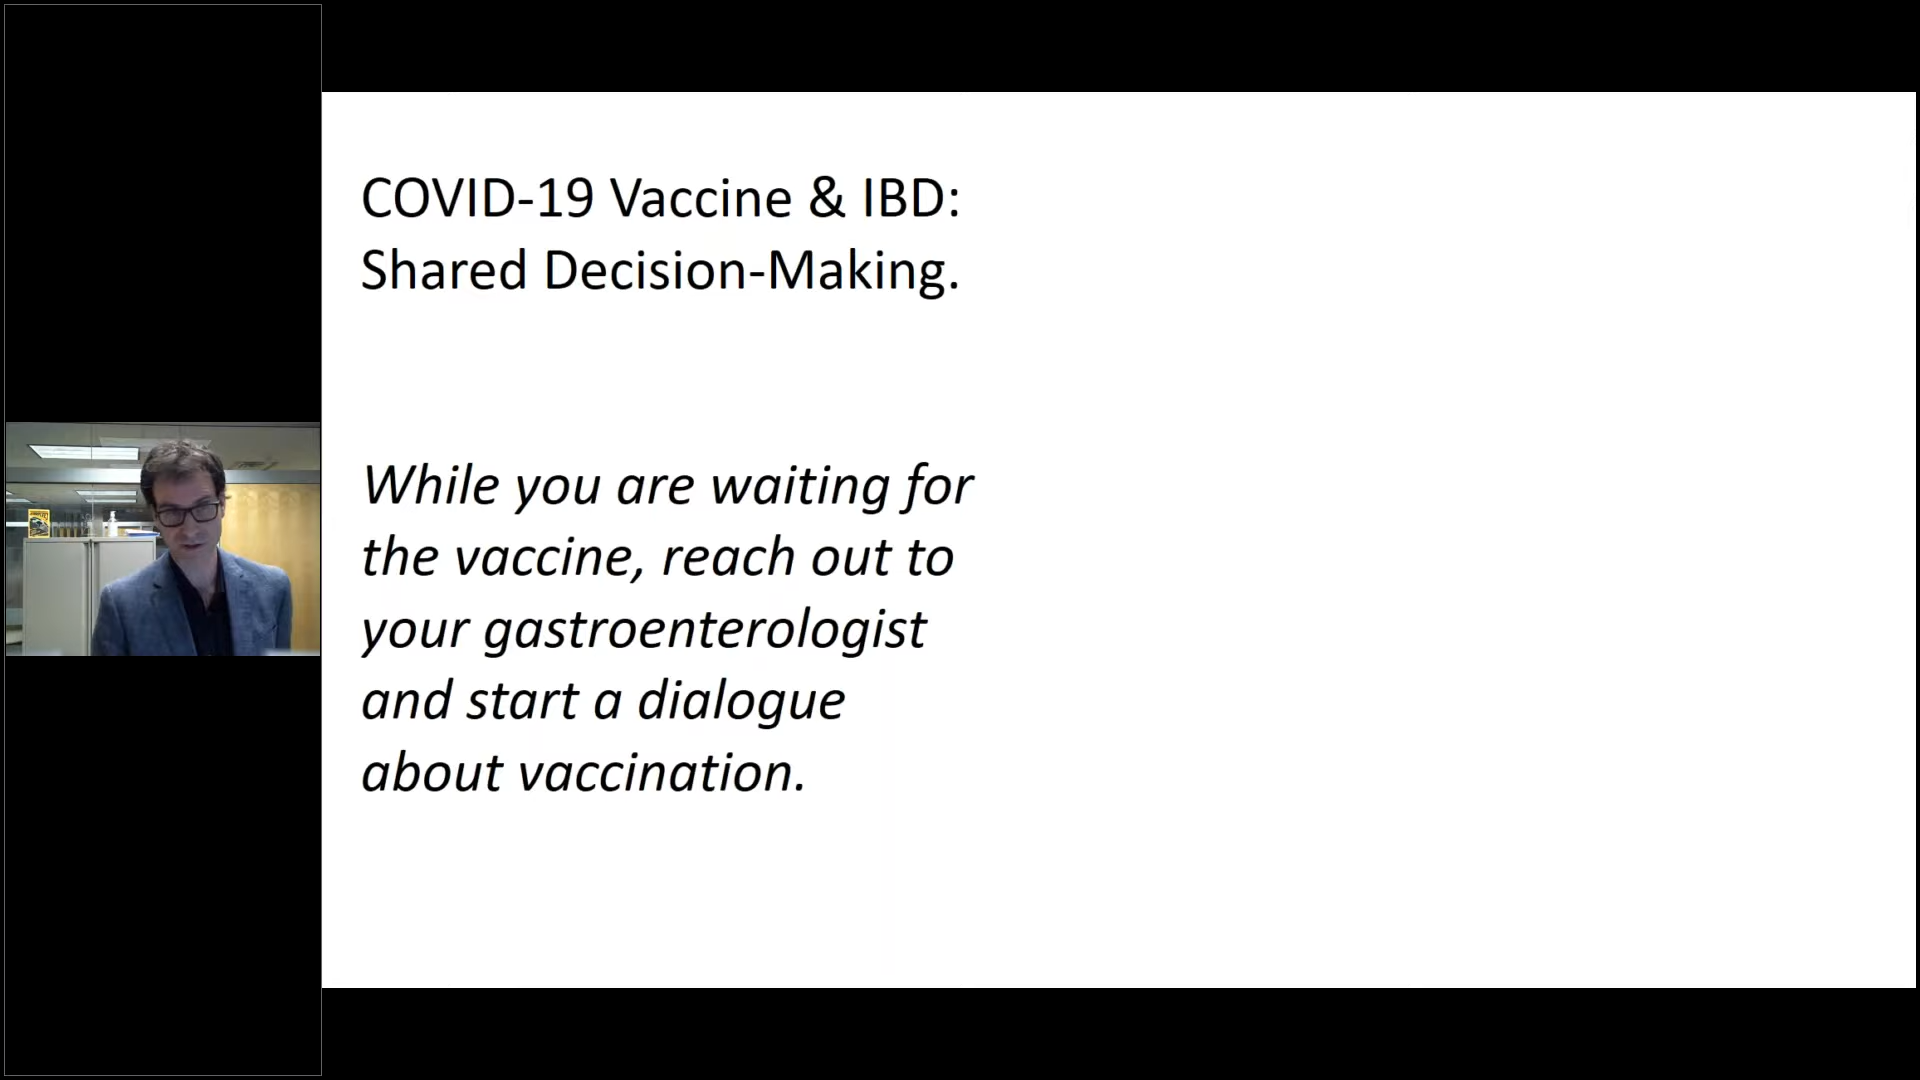 COVID-19 Vaccine & IBD:
Shared Decision-Making.
While you are waiting for
the vaccine, reach out to
your gastroenterologist
and start a dialogue
about vaccination.